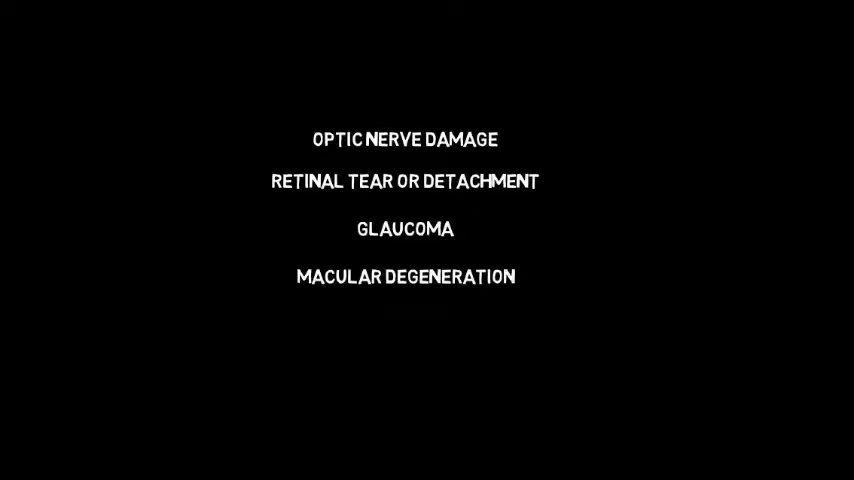 OPTIC NERVE DAMAGE
RETINAL TEAR OR DETACHMENT
GLAUCOMA
MACULAR DEGENERATION